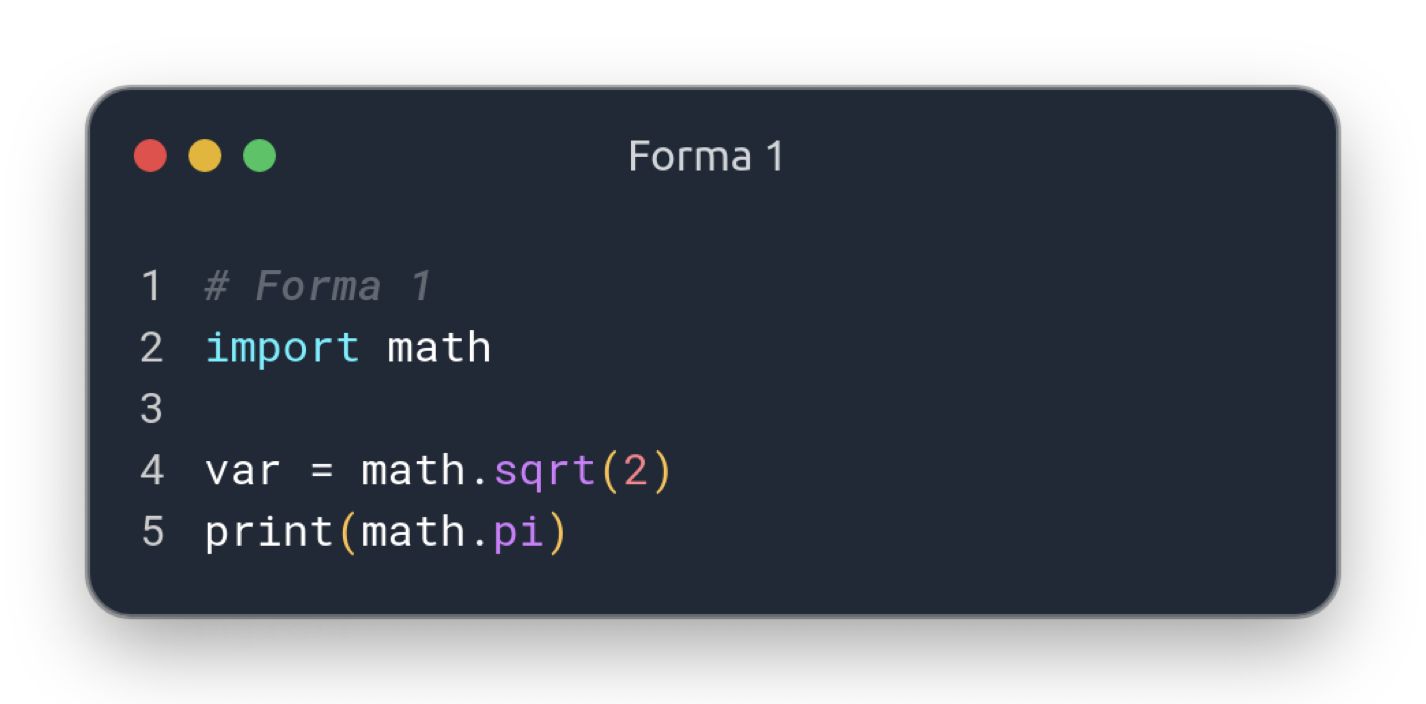 Forma 1
1 # Forma 1
2 import math
3
4 var = math.sqrt(2)
5 print(math.pi)